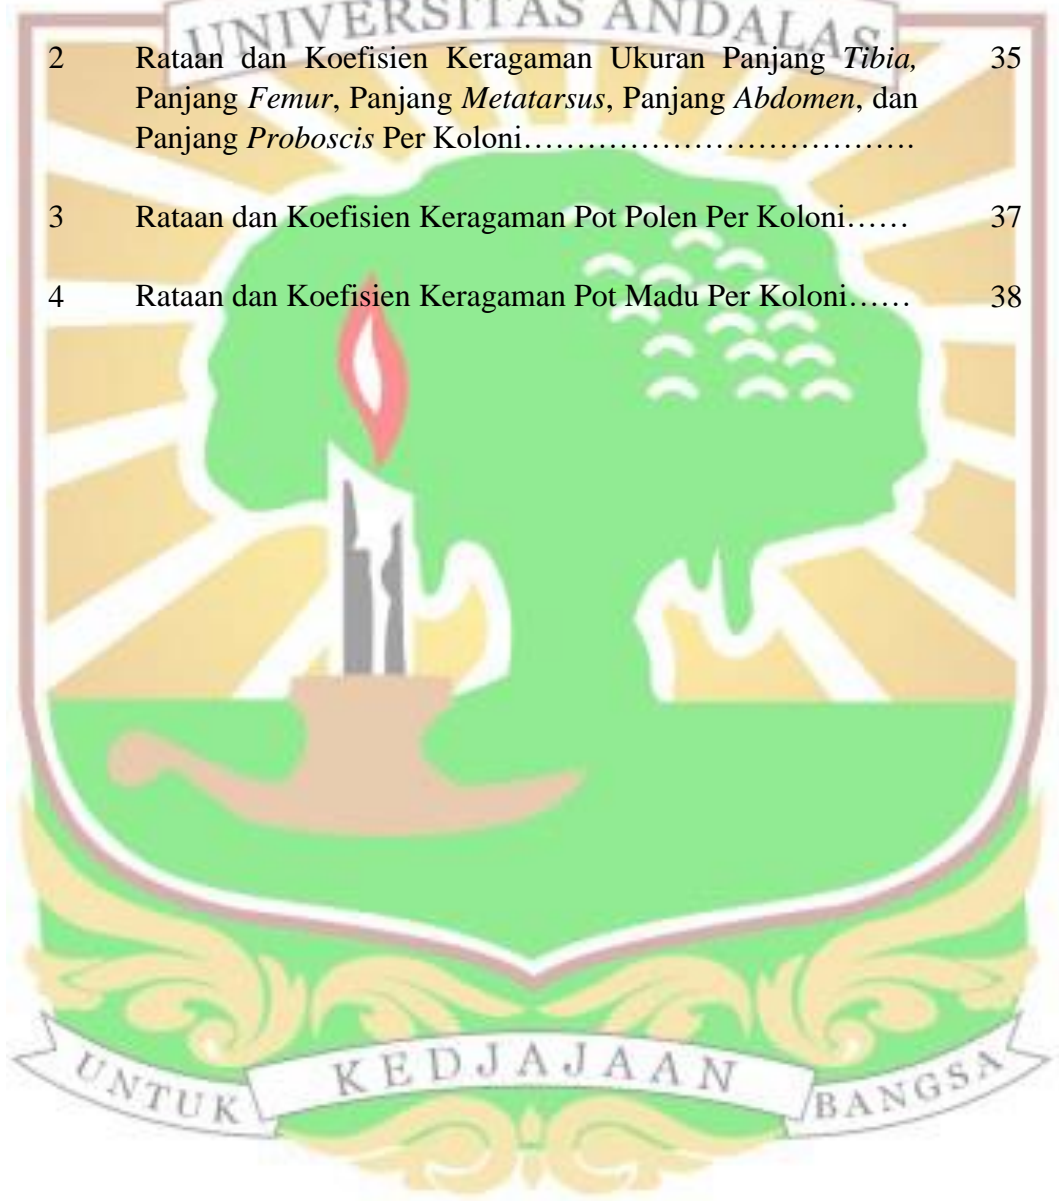 UNIVERSITAS ANDALAS
2 Rataan dan Koefisien Keragaman Ukuran Panjang Tibia, 35
Panjang Femur, Panjang Metatarsus, Panjang Abdomen, dan
Panjang Proboscis Per Koloni……………………………….
3 Rataan dan Koefisien Keragaman Pot Polen Per Koloni…… 37
4 Rataan dan Koefisien Keragaman Pot Madu Per Koloni…… 38
UNTUK KEDJAJAAN BANGSA